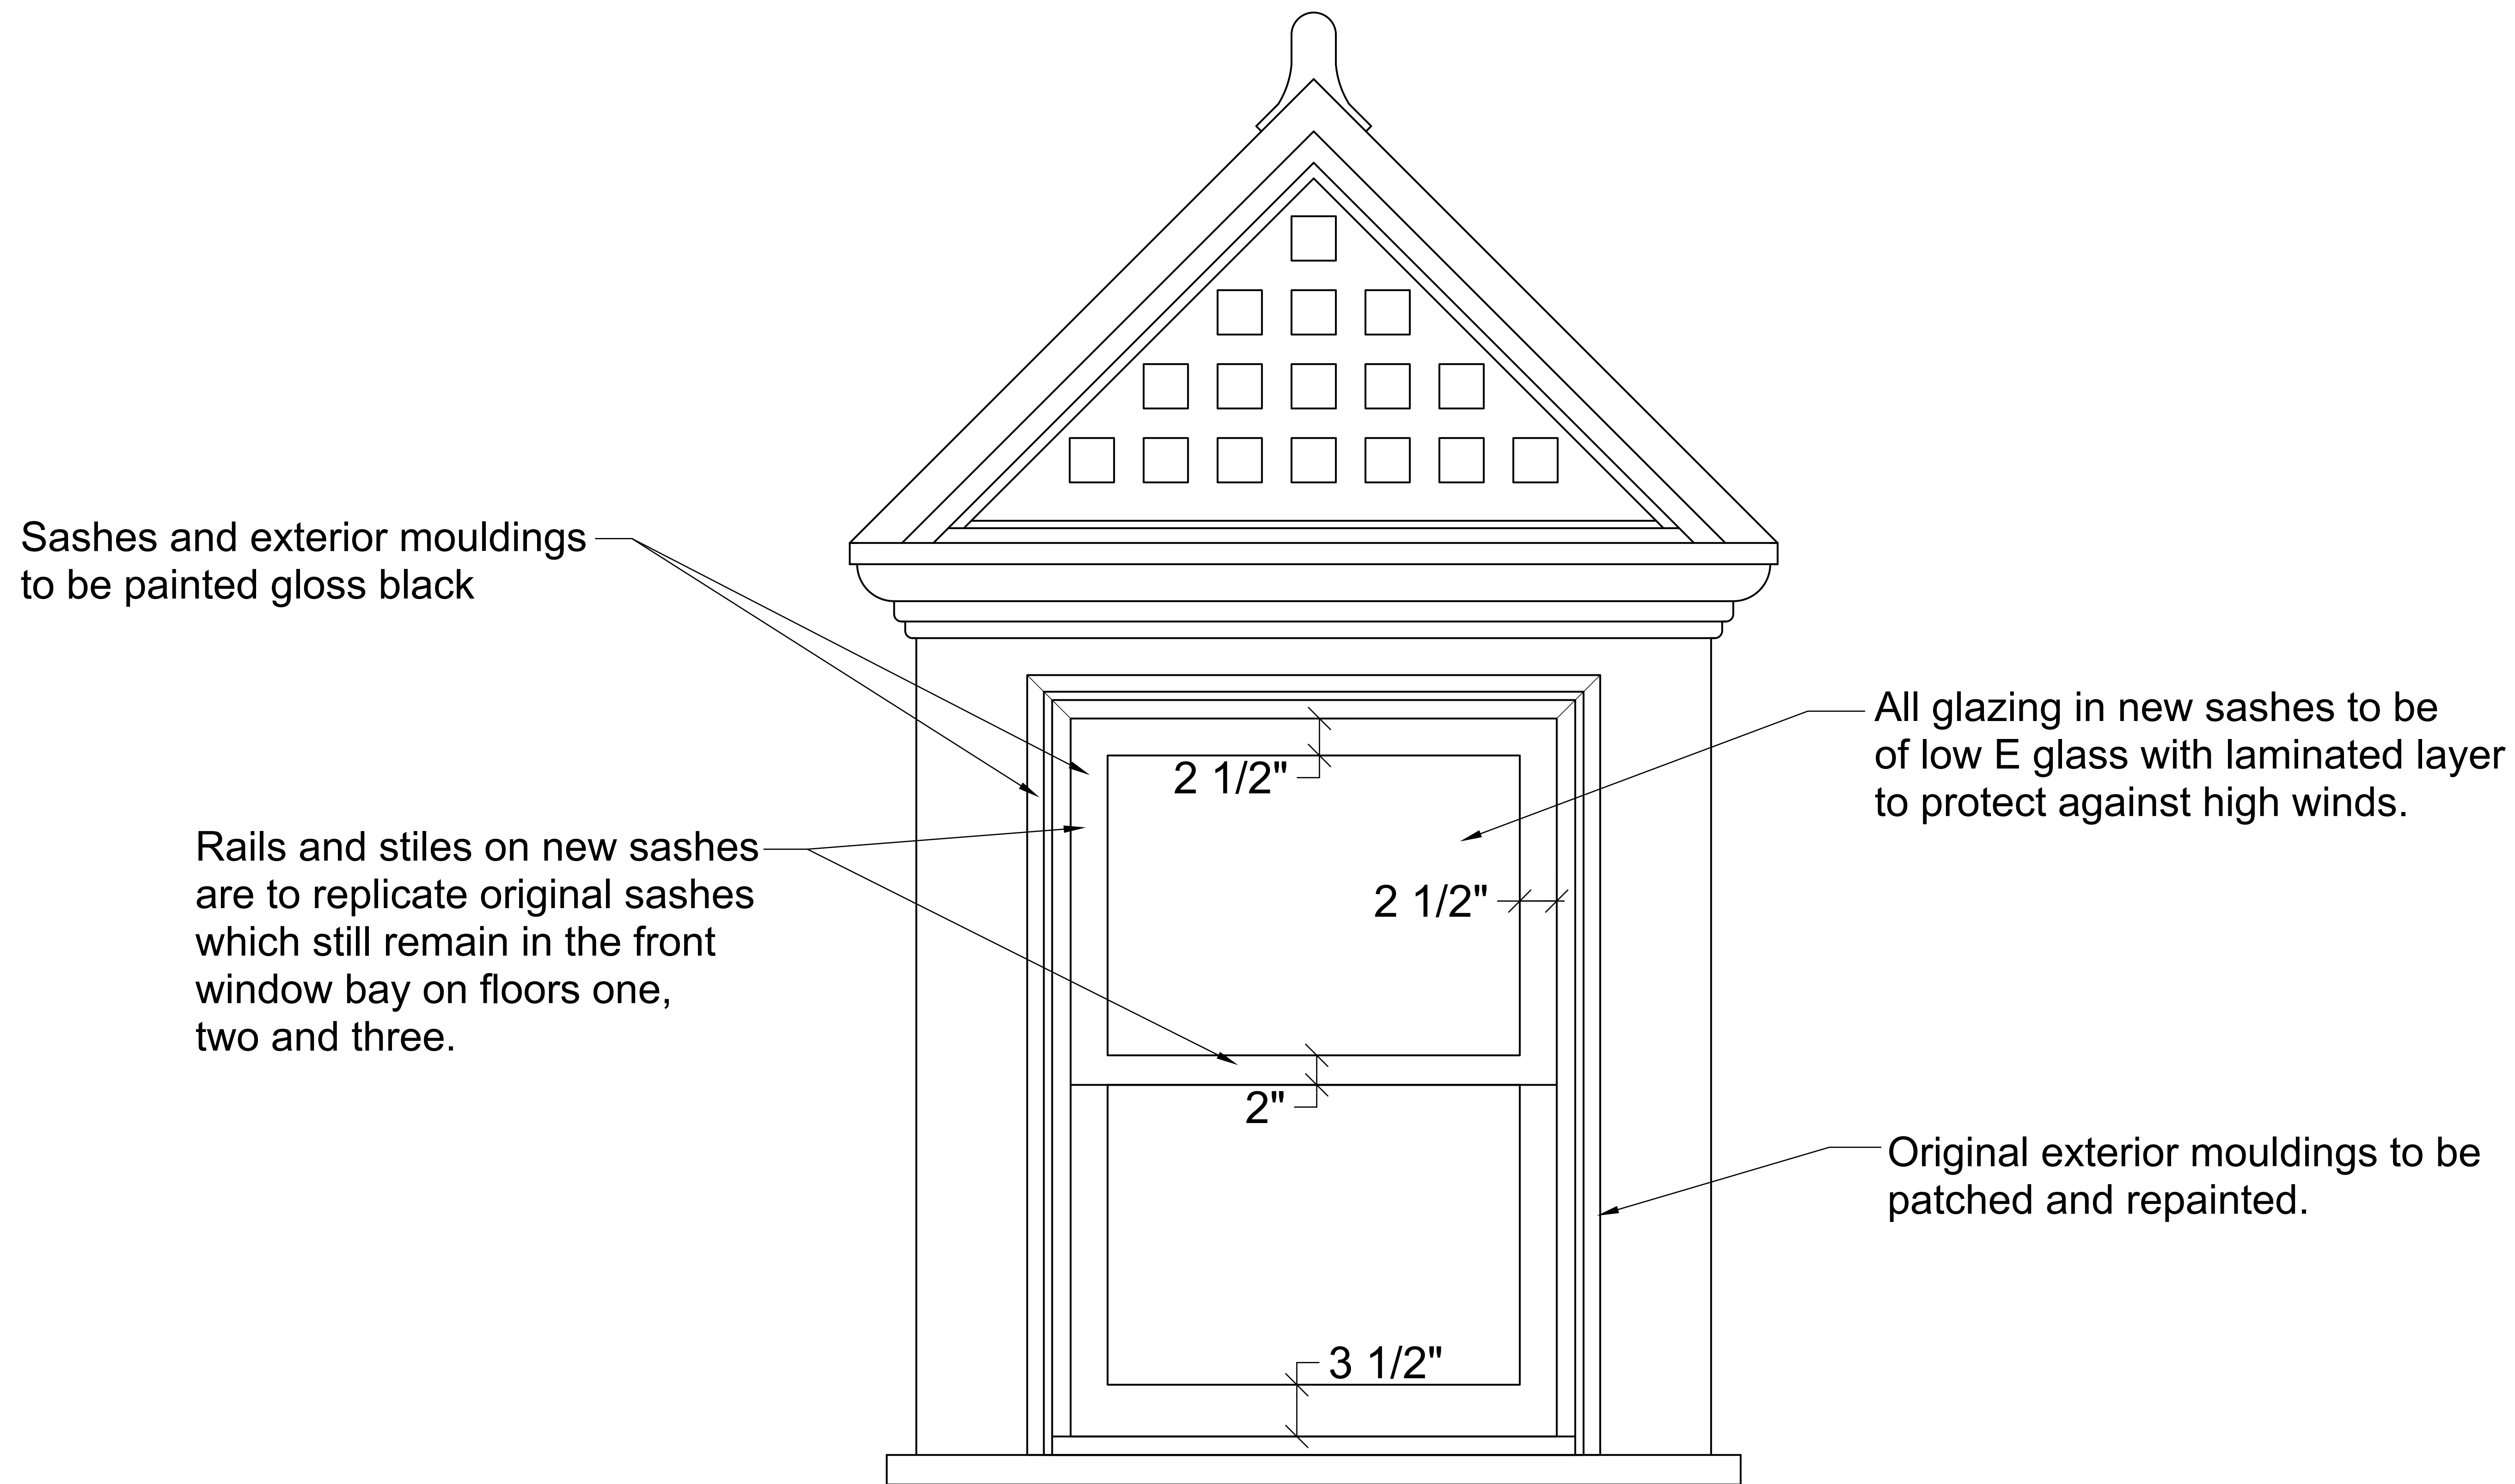 Sashes and exterior mouldings
to be painted gloss black
All glazing in new sashes to be
of low E glass with laminated layer
to protect against high winds.
2 1/2"
Rails and stiles on new sashes
are to replicate original sashes
which still remain in the front
window bay on floors one,
two and three.
2 1/2"
2"
Original exterior mouldings to be
patched and repainted.
3 1/2"